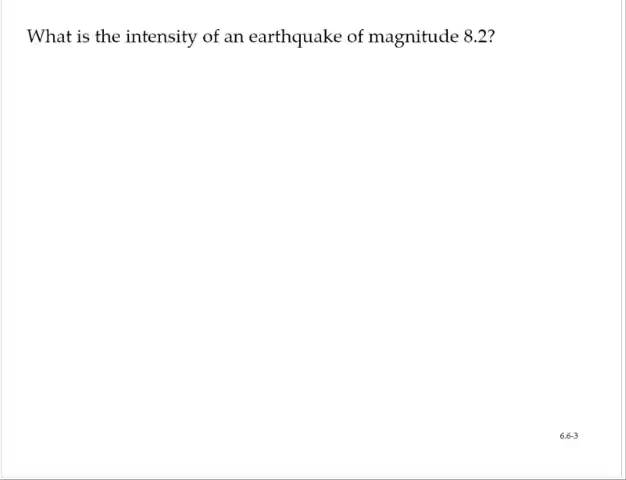 What is the intensity of an earthquake of magnitude 8.2?
6.6-3